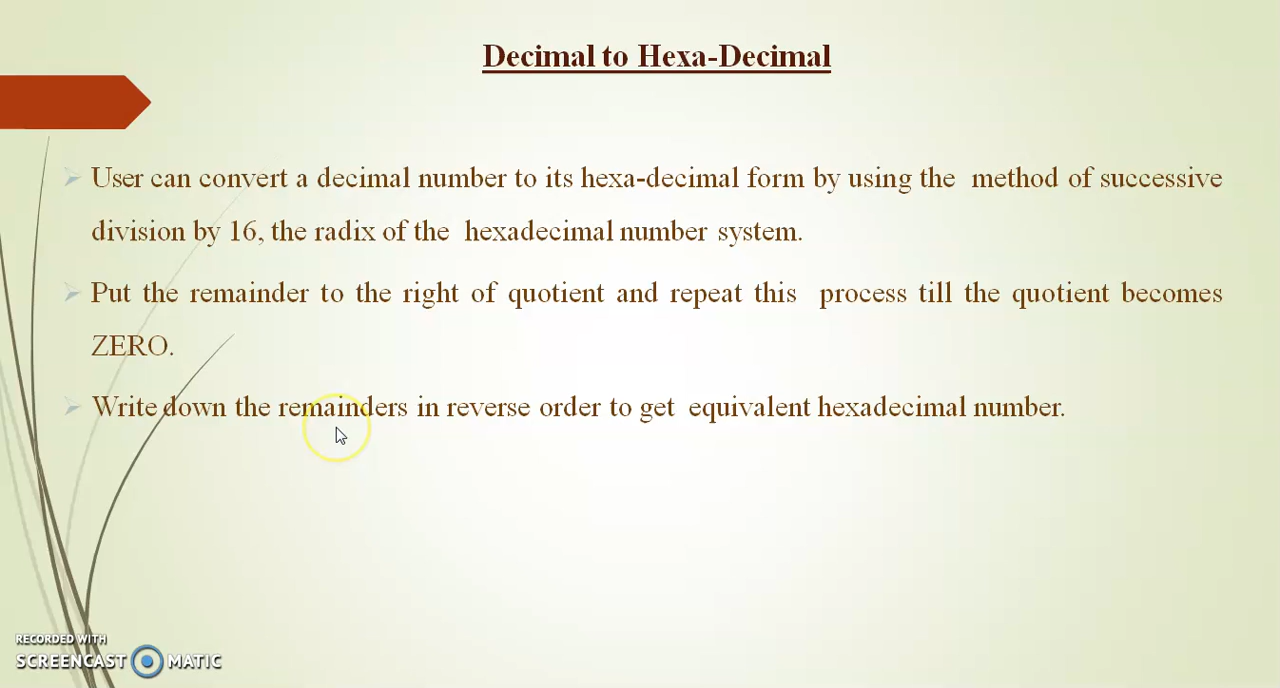 Decimal to Hexa-Decimal
User can convert a decimal number to its hexa-decimal form by using the method of successive
division by 16, the radix of the hexadecimal number system.
Put the remainder to the right of quotient and repeat this process till the quotient becomes
ZERO.
Write down the remainders in reverse order to get equivalent hexadecimal number.
RECORDED WITH
SCREENCAST MATIC